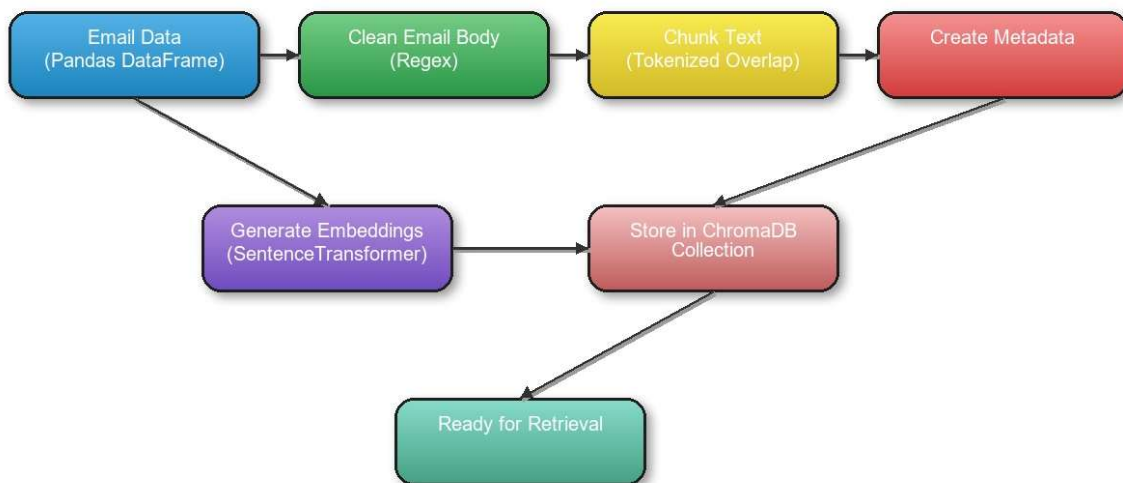 Email Data
(Pandas DataFrame)
Clean Email Body
(Regex)
Chunk Text
(Tokenized Overlap)
Create Metadata
Generate Embeddings
(SentenceTransformer)
Store in ChromaDB
Collection
Ready for Retrieval